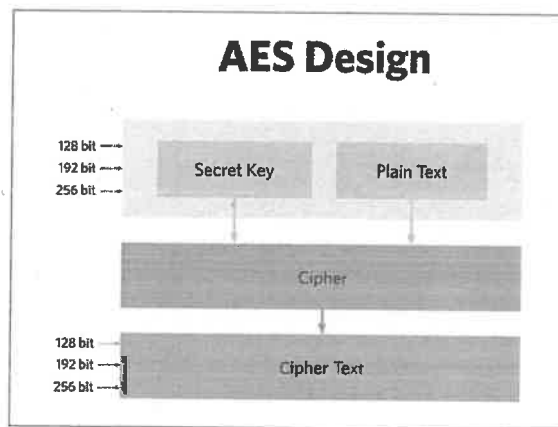 AES Design
128 bit
192 bit
256 bit
Secret Key
Plain Text
Cipher
128 bit
192 bit
256 bit
Cipher Text